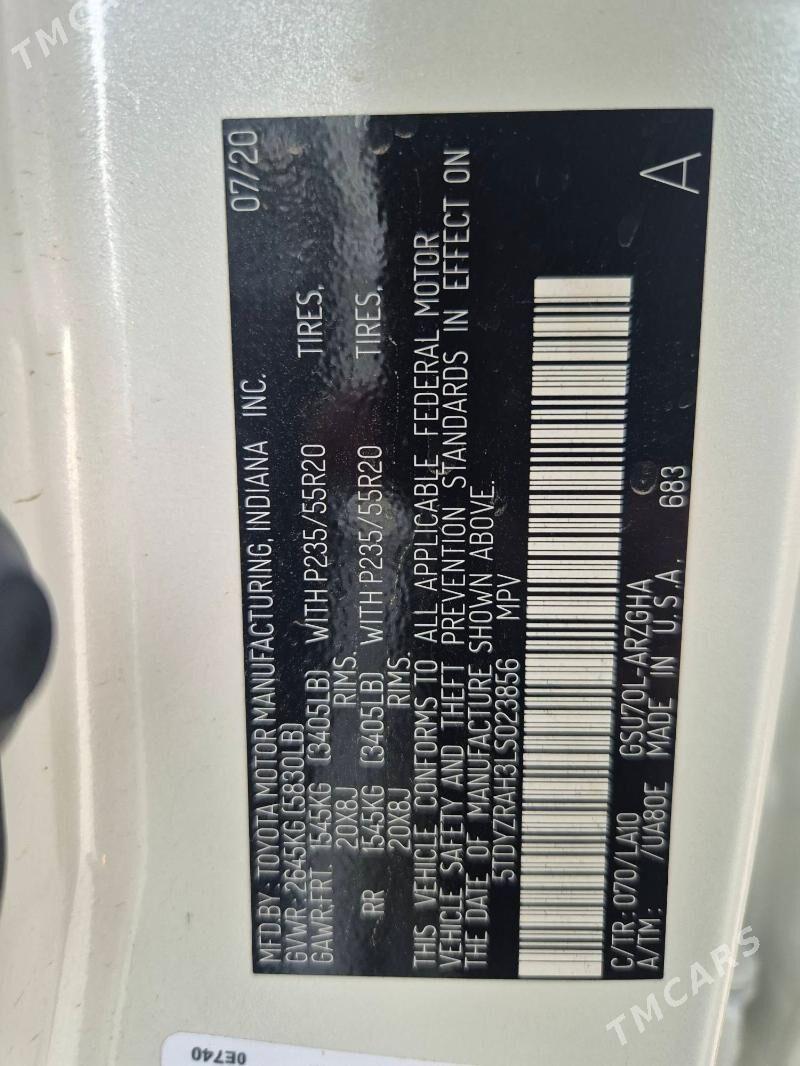 MFD.BY: TOYOTA MOTOR MANUFACTURING, INDIANA INC. 07/20
GVWR: 2645KG (5830LB)
GAWR:FRT 1545KG (3405LB) WITH P235/55R20 TIRES,
20X8J RIMS,
RR 1545KG (3405LB) WITH P235/55R20 TIRES,
20X8J RIMS.
THIS VEHICLE CONFORMS TO ALL APPLICABLE FEDERAL MOTOR
VEHICLE SAFETY AND THEFT PREVENTION STANDARDS IN EFFECT ON
THE DATE OF MANUFACTURE SHOWN ABOVE.
5TDYZRAH3LS023856 MPV
C/TR: 070/LA10 GSU70L-ARZGHA
A/TM: /UA80E MADE IN U.S.A. 683
A
0E740
TMCARS
TMCARS